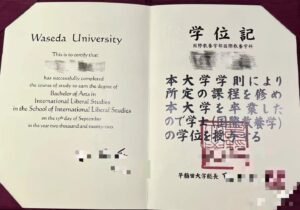 Waseda University
This is to certify that
has successfully completed
the course of study to earn the degree of
Bachelor of Arts in
International Liberal Studies
in the School of International Liberal Studies
on the 15th day of September
in the year two thousand and twenty-two
学位記
国際教養学部国際教養学科
本大学学則により
所定の課程を修め
本大学を卒業した
ので学士(国際教養学)
の学位を授与する
早稲田大学総長